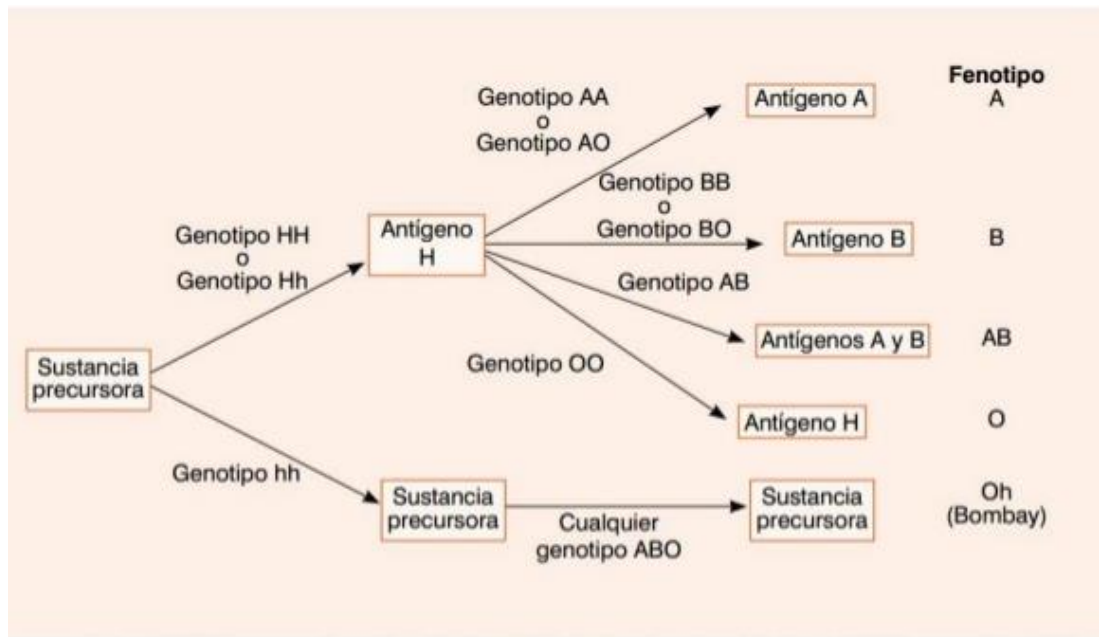 Fenotipo
Genotipo AA
o
Genotipo AO
Antígeno A
A
Genotipo BB
o
Genotipo BO
Antígeno B
B
Genotipo HH
o
Genotipo Hh
Antígeno
H
Genotipo AB
Antígenos A y B
AB
Sustancia
precursora
Genotipo OO
Antígeno H
O
Genotipo hh
Sustancia
precursora
Cualquier
genotipo ABO
Sustancia
precursora
Oh
(Bombay)